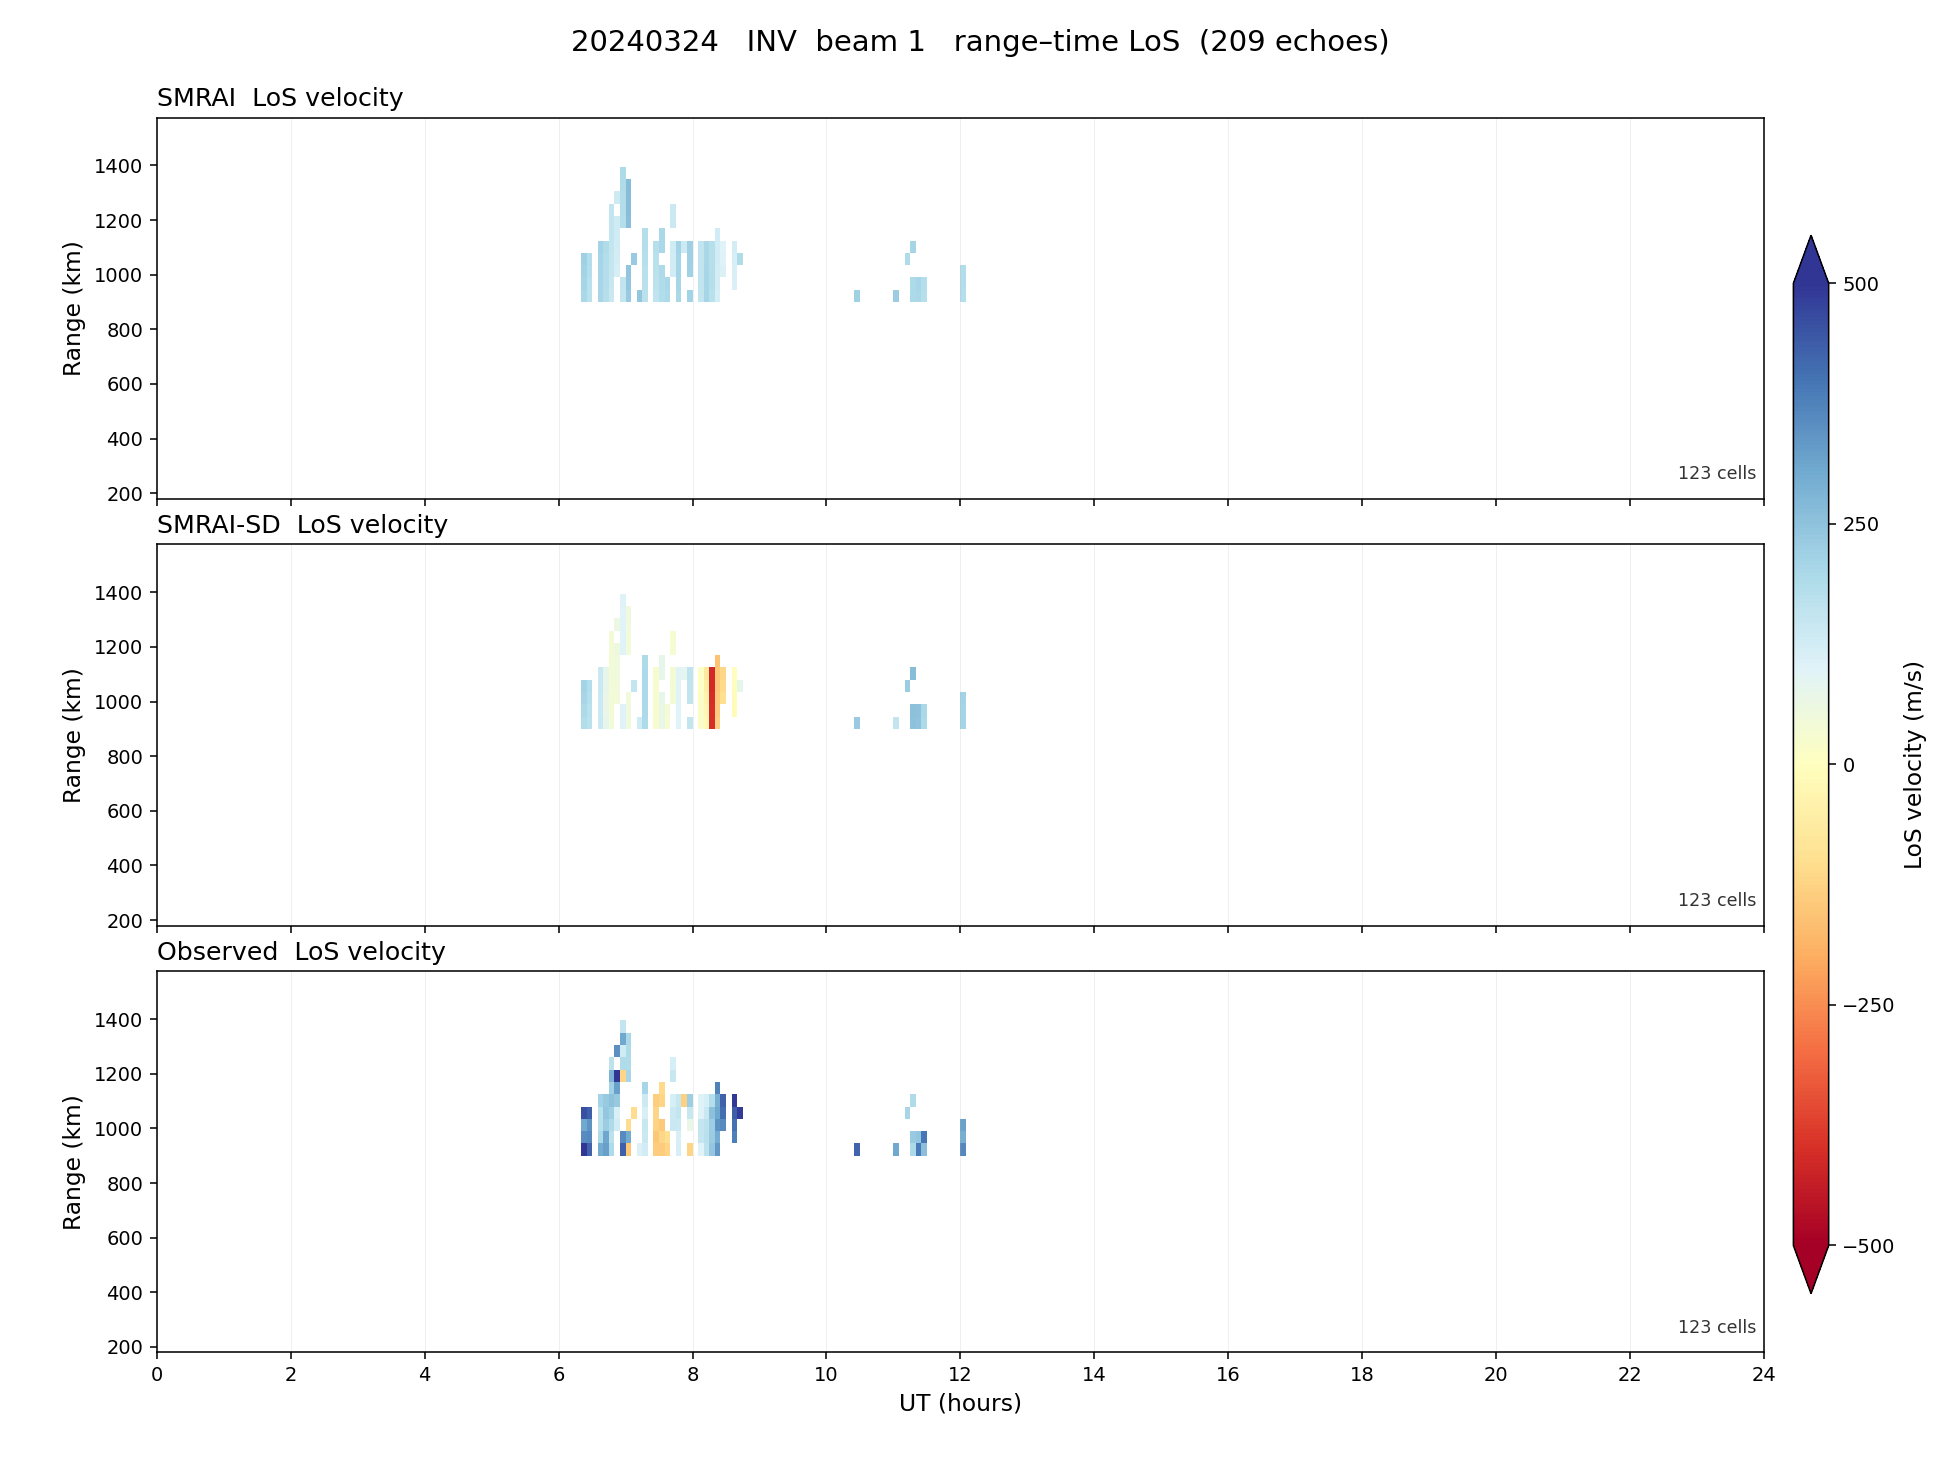 20240324   INV  beam 1   range–time LoS  (209 echoes)
SMRAI  LoS velocity
Range (km)
1400
1200
1000
800
600
400
200
123 cells
SMRAI-SD  LoS velocity
Range (km)
1400
1200
1000
800
600
400
200
123 cells
Observed  LoS velocity
Range (km)
1400
1200
1000
800
600
400
200
123 cells
0 2 4 6 8 10 12 14 16 18 20 22 24
UT (hours)
500
250
0
−250
−500
LoS velocity (m/s)